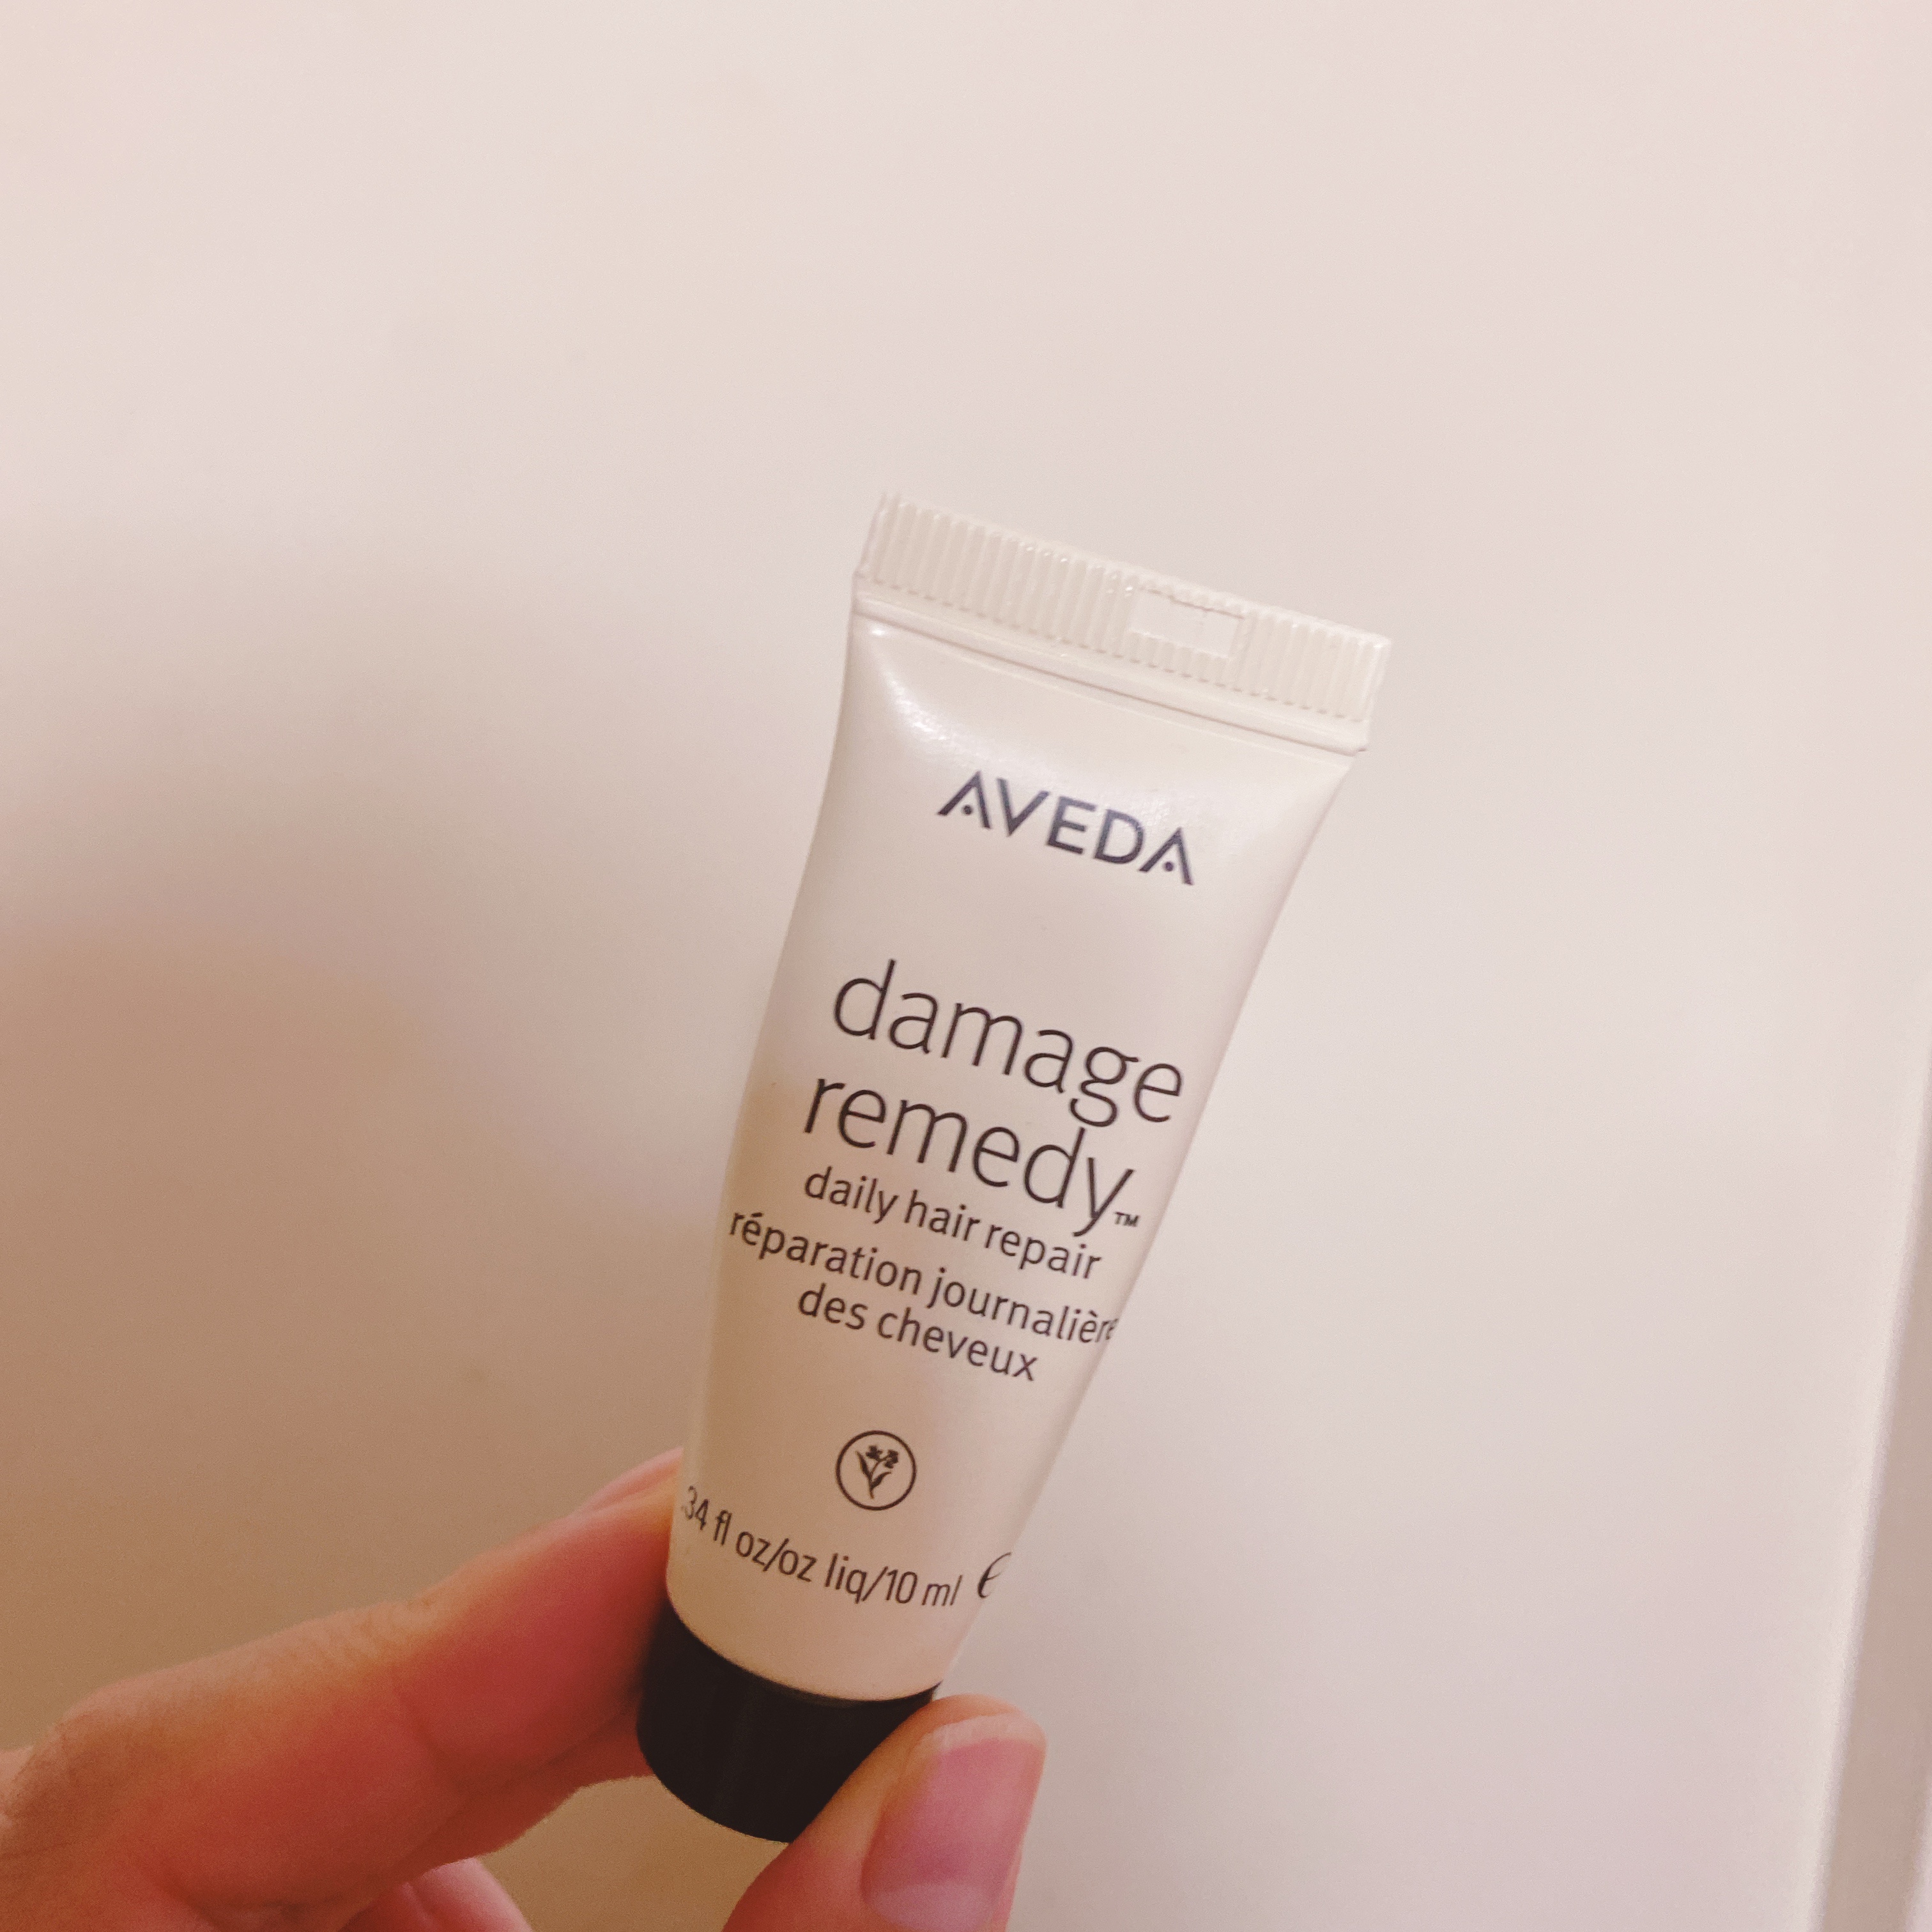 AVEDA
damage
remedy™
daily hair repair
réparation journalière
des cheveux
.34 fl oz/oz liq/10 ml e